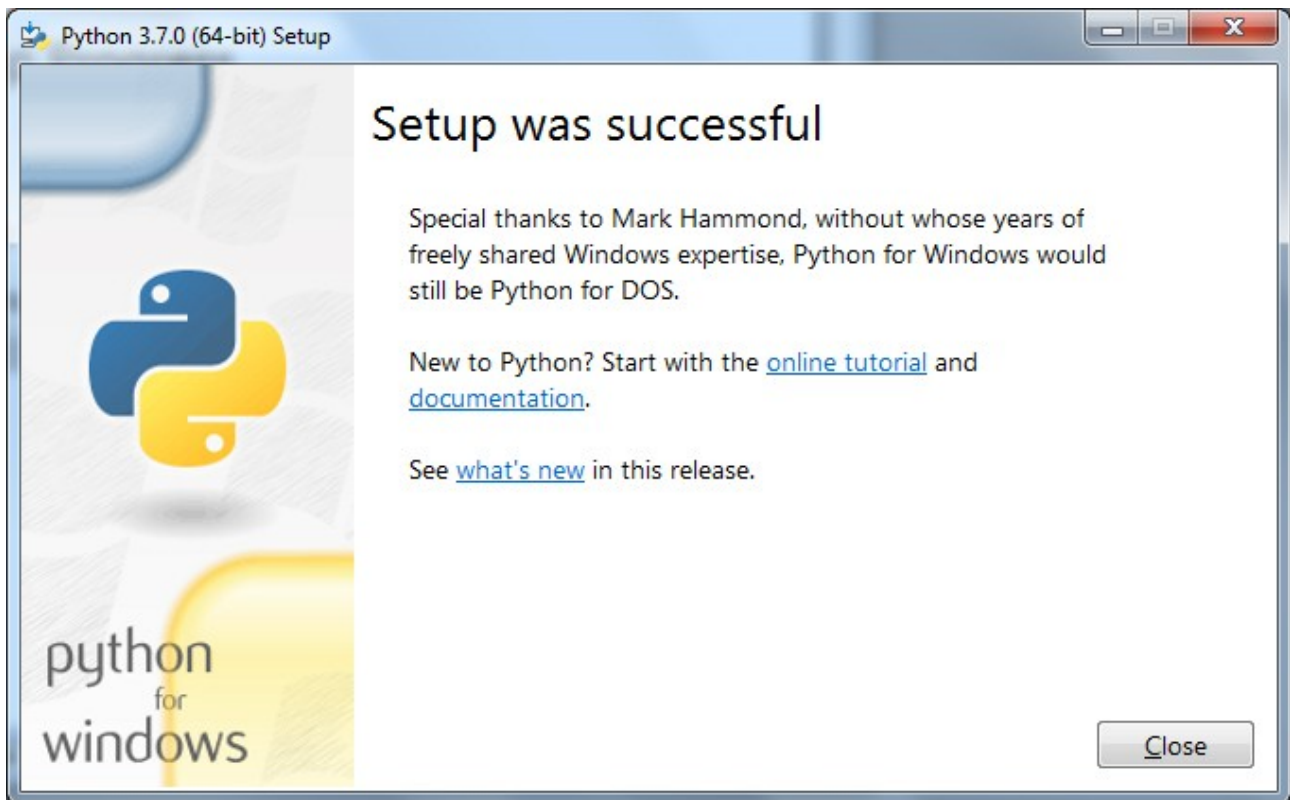 Python 3.7.0 (64-bit) Setup
Setup was successful
Special thanks to Mark Hammond, without whose years of
freely shared Windows expertise, Python for Windows would
still be Python for DOS.
New to Python? Start with the online tutorial and
documentation.
See what's new in this release.
python
for
windows
Close